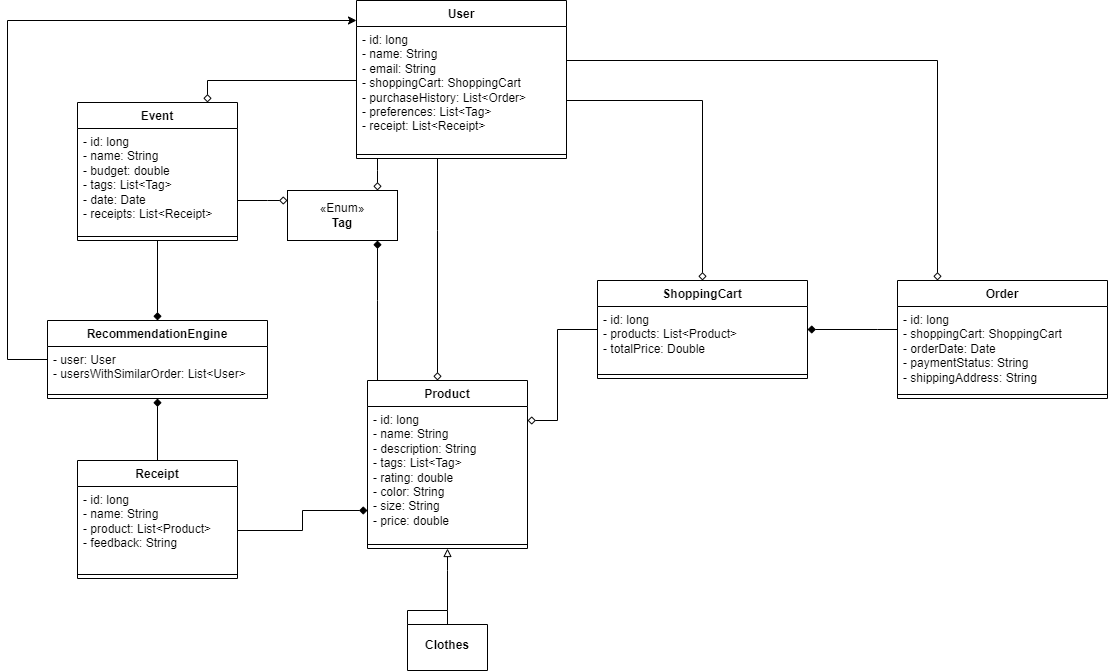 User
- id: long
- name: String
- email: String
- shoppingCart: ShoppingCart
- purchaseHistory: List<Order>
- preferences: List<Tag>
- receipt: List<Receipt>
Event
- id: long
- name: String
- budget: double
- tags: List<Tag>
- date: Date
- receipts: List<Receipt>
«Enum»
Tag
RecommendationEngine
- user: User
- usersWithSimilarOrder: List<User>
ShoppingCart
- id: long
- products: List<Product>
- totalPrice: Double
Order
- id: long
- shoppingCart: ShoppingCart
- orderDate: Date
- paymentStatus: String
- shippingAddress: String
Product
- id: long
- name: String
- description: String
- tags: List<Tag>
- rating: double
- color: String
- size: String
- price: double
Receipt
- id: long
- name: String
- product: List<Product>
- feedback: String
Clothes